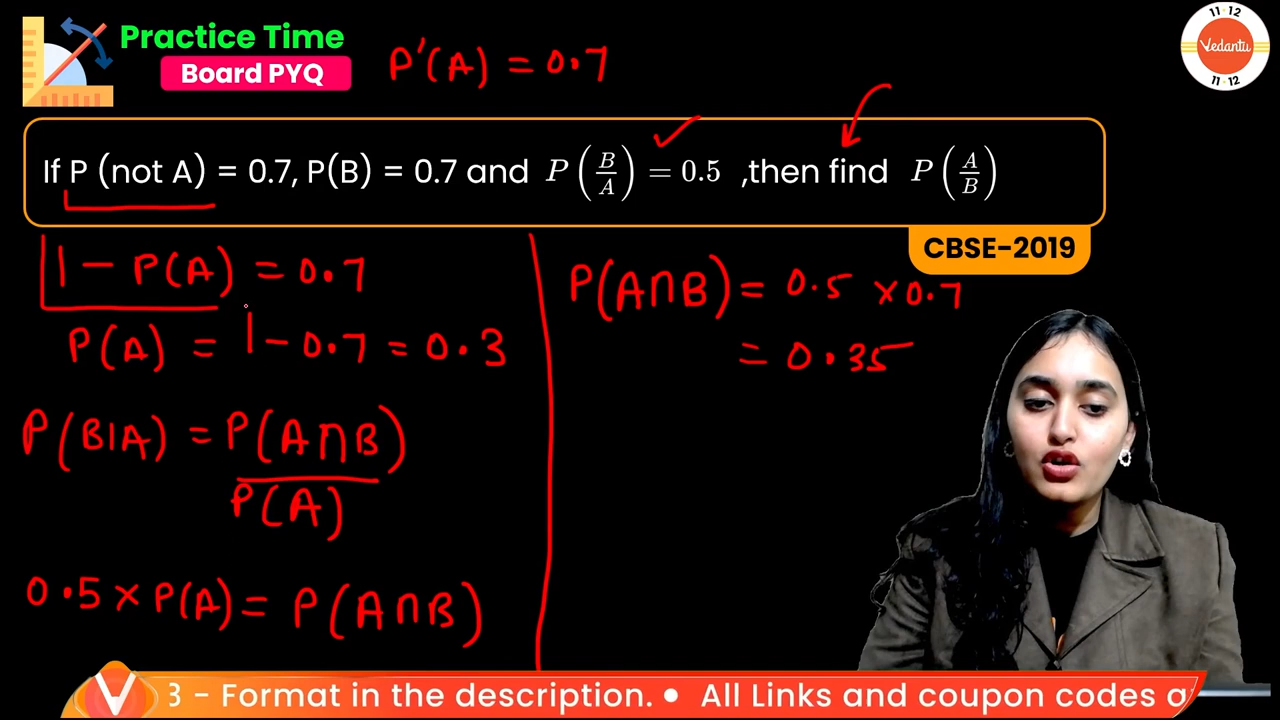 Practice Time
Board PYQ
P'(A) = 0.7
11-12
Vedantu
11-12
If P (not A) = 0.7, P(B) = 0.7 and P(B/A) = 0.5 ,then find P(A/B)
CBSE-2019
1 - P(A) = 0.7
P(A) = 1 - 0.7 = 0.3
P(B|A) = P(A∩B)
P(A)
0.5 × P(A) = P(A∩B)
P(A∩B) = 0.5 × 0.7
= 0.35
3 - Format in the description. ● All Links and coupon codes a